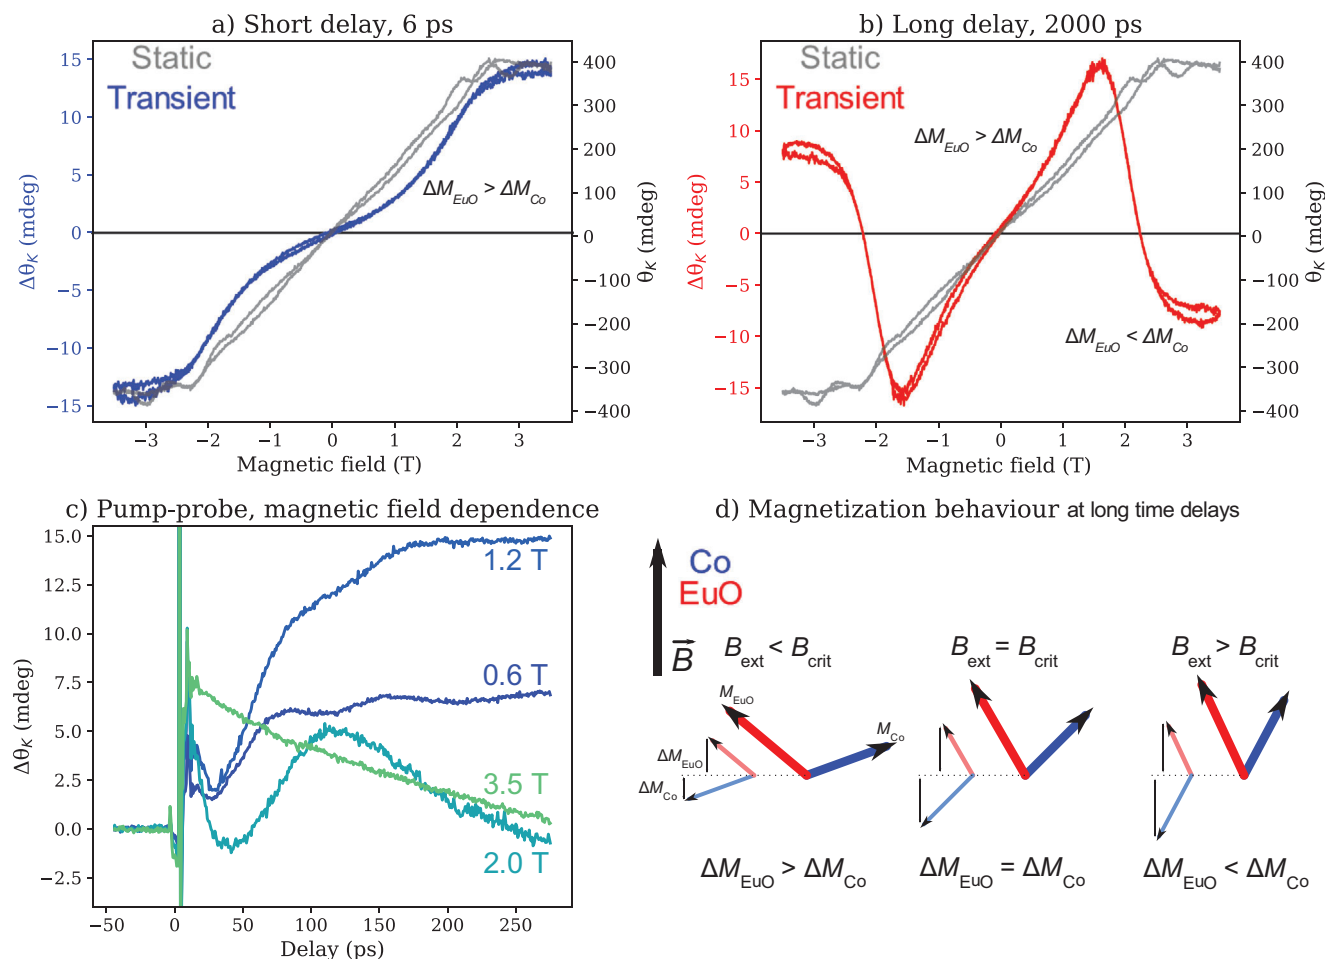 a) Short delay, 6 ps
Static
Transient
ΔM_EuO > ΔM_Co
15
10
5
0
−5
−10
−15
Δθ_K (mdeg)
400
300
200
100
0
−100
−200
−300
−400
θ_K (mdeg)
−3 −2 −1 0 1 2 3
Magnetic field (T)
b) Long delay, 2000 ps
Static
Transient
ΔM_EuO > ΔM_Co
ΔM_EuO < ΔM_Co
15
10
5
0
−5
−10
−15
Δθ_K (mdeg)
400
300
200
100
0
−100
−200
−300
−400
θ_K (mdeg)
−3 −2 −1 0 1 2 3
Magnetic field (T)
c) Pump-probe, magnetic field dependence
15.0
12.5
10.0
7.5
5.0
2.5
0.0
−2.5
Δθ_K (mdeg)
1.2 T
0.6 T
3.5 T
2.0 T
−50 0 50 100 150 200 250
Delay (ps)
d) Magnetization behaviour at long time delays
Co
EuO
B
B_ext < B_crit
B_ext = B_crit
B_ext > B_crit
M_EuO
M_Co
ΔM_EuO
ΔM_Co
ΔM_EuO > ΔM_Co
ΔM_EuO = ΔM_Co
ΔM_EuO < ΔM_Co